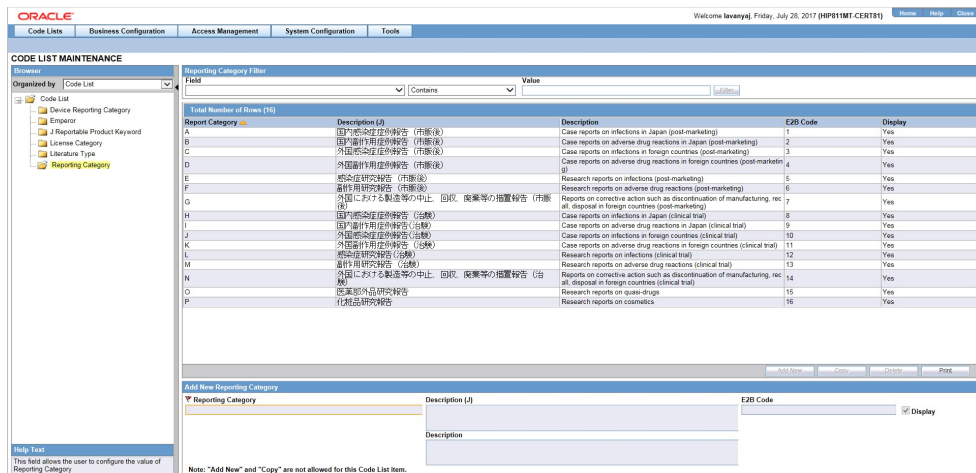 ORACLE
Welcome lavanyaj, Friday, July 28, 2017 (HIP811MT-CERT81)
Home Help Close
Code Lists Business Configuration Access Management System Configuration Tools
CODE LIST MAINTENANCE
Browser
Organized by Code List
Code List
Device Reporting Category
Emperor
J Reportable Product Keyword
License Category
Literature Type
Reporting Category
Help Text
This field allows the user to configure the value of
Reporting Category
Reporting Category Filter
Field Value
Contains
Filter
Total Number of Rows (16)
Report Category Description (J) Description E2B Code Display
A 国内感染症症例報告（市販後） Case reports on infections in Japan (post-marketing) 1 Yes
B 国内副作用症例報告（市販後） Case reports on adverse drug reactions in Japan (post-marketing) 2 Yes
C 外国感染症症例報告（市販後） Case reports on infections in foreign countries (post-marketing) 3 Yes
D 外国副作用症例報告（市販後） Case reports on adverse drug reactions in foreign countries (post-marketin 4 Yes
g)
E 感染症研究報告（市販後） Research reports on infections (post-marketing) 5 Yes
F 副作用研究報告（市販後） Research reports on adverse drug reactions (post-marketing) 6 Yes
G 外国における製造等の中止、回収、廃棄等の措置報告（市販 Reports on corrective action such as discontinuation of manufacturing, rec 7 Yes
後） all, disposal in foreign countries (post-marketing)
H 国内感染症症例報告（治験） Case reports on infections in Japan (clinical trial) 8 Yes
I 国内副作用症例報告(治験） Case reports on adverse drug reactions in Japan (clinical trial) 9 Yes
J 外国感染症症例報告(治験） Case reports on infections in foreign countries (clinical trial) 10 Yes
K 外国副作用症例報告（治験） Case reports on adverse drug reactions in foreign countries (clinical trial) 11 Yes
L 感染症研究報告(治験） Research reports on infections (clinical trial) 12 Yes
M 副作用研究報告（治験） Research reports on adverse drug reactions (clinical trial) 13 Yes
N 外国における製造等の中止、回収、廃棄等の措置報告（治 Reports on corrective action such as discontinuation of manufacturing, rec 14 Yes
験） all, disposal in foreign countries (clinical trial)
O 医薬部外品研究報告 Research reports on quasi-drugs 15 Yes
P 化粧品研究報告 Research reports on cosmetics 16 Yes
Add New Copy Delete Print
Add New Reporting Category
Reporting Category Description (J) E2B Code
Display
Description
Note: "Add New" and "Copy" are not allowed for this Code List item.